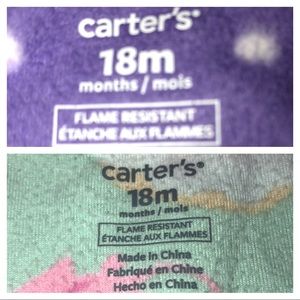 carter's®
18m
months / mois
FLAME RESISTANT
ÉTANCHE AUX FLAMMES
carter's®
18m
months / mois
FLAME RESISTANT
ÉTANCHE AUX FLAMMES
Made in China
Fabriqué en Chine
Hecho en China